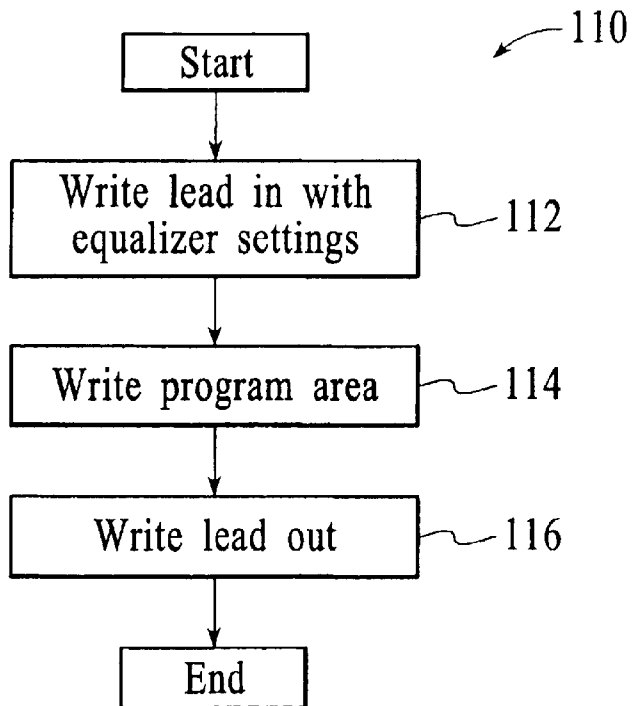 110
Start
Write lead in with
equalizer settings
112
Write program area
114
Write lead out
116
End